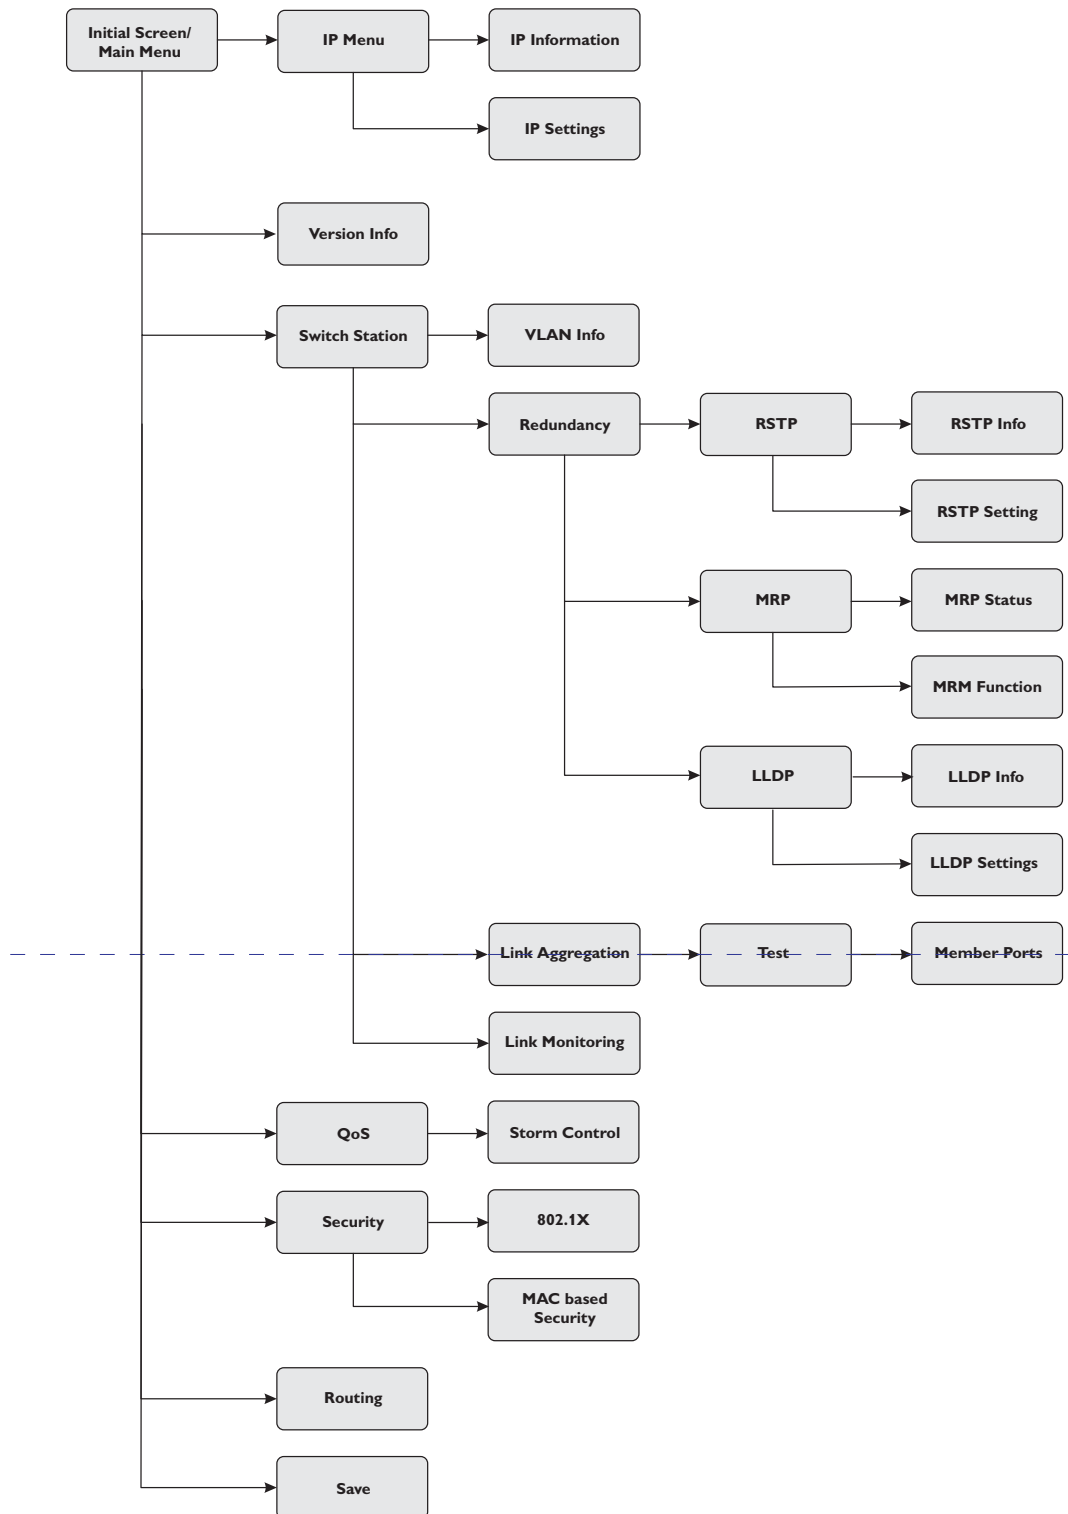 Initial Screen/
Main Menu
IP Menu
IP Information
IP Settings
Version Info
Switch Station
VLAN Info
Redundancy
RSTP
RSTP Info
RSTP Setting
MRP
MRP Status
MRM Function
LLDP
LLDP Info
LLDP Settings
Link Aggregation
Test
Member Ports
Link Monitoring
QoS
Storm Control
Security
802.1X
MAC based
Security
Routing
Save